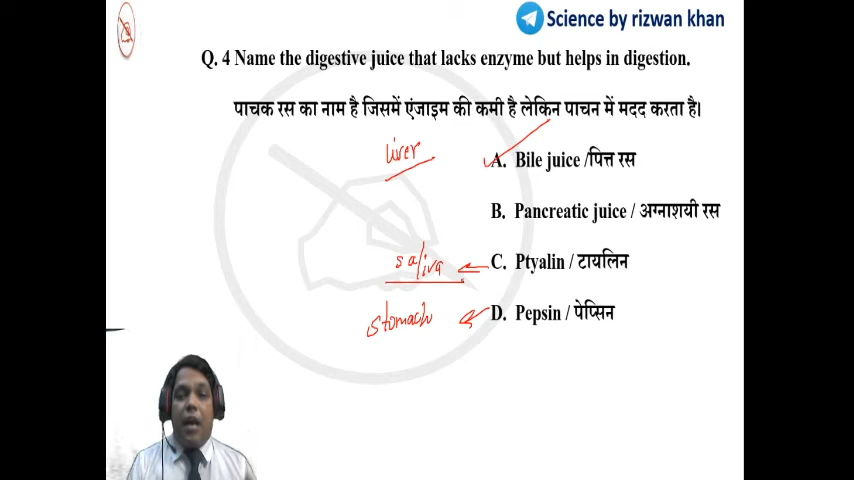 Science by rizwan khan
Q. 4 Name the digestive juice that lacks enzyme but helps in digestion.
पाचक रस का नाम है जिसमें एंजाइम की कमी है लेकिन पाचन में मदद करता है।
liver
A. Bile juice /पित्त रस
B. Pancreatic juice / अग्नाशयी रस
saliva
C. Ptyalin / टायलिन
stomach
D. Pepsin / पेप्सिन